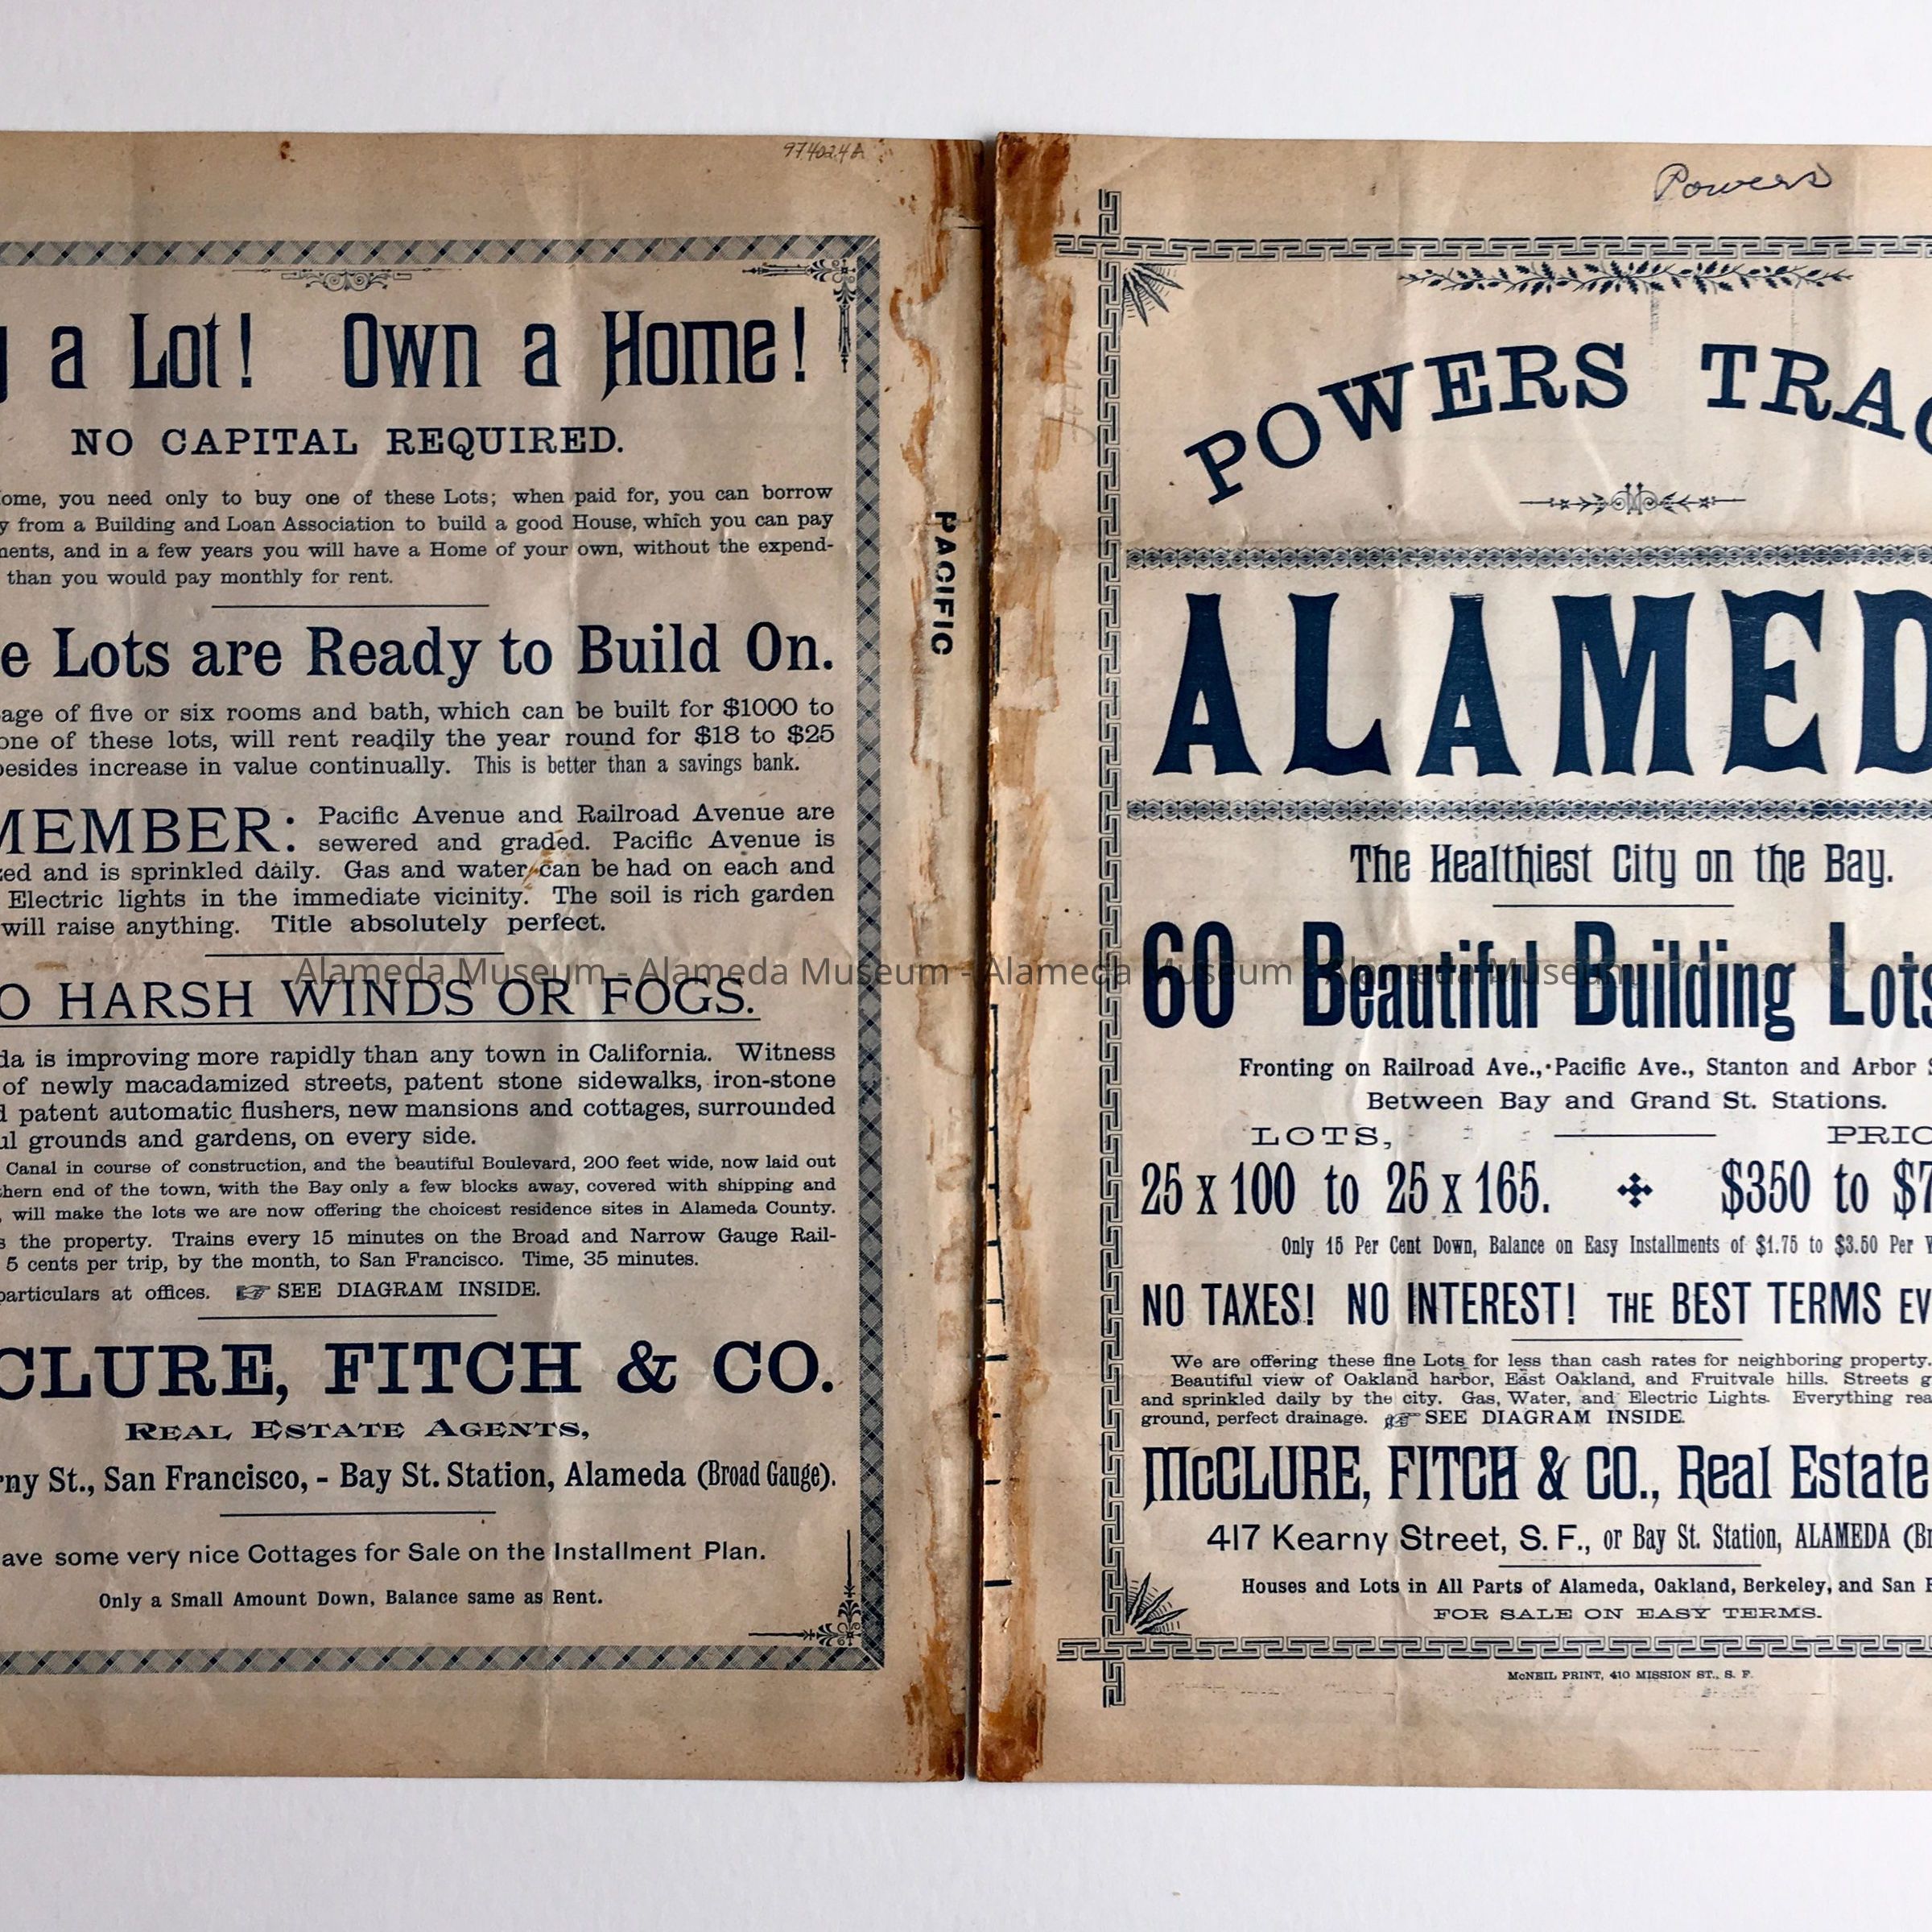 974024A
a Lot! Own a Home!
NO CAPITAL REQUIRED.
ome, you need only to buy one of these Lots; when paid for, you can borrow
y from a Building and Loan Association to build a good House, which you can pay
ments, and in a few years you will have a Home of your own, without the expend-
than you would pay monthly for rent.
e Lots are Ready to Build On.
age of five or six rooms and bath, which can be built for $1000 to
one of these lots, will rent readily the year round for $18 to $25
besides increase in value continually. This is better than a savings bank.
MEMBER: Pacific Avenue and Railroad Avenue are
sewered and graded. Pacific Avenue is
zed and is sprinkled daily. Gas and water can be had on each and
Electric lights in the immediate vicinity. The soil is rich garden
will raise anything. Title absolutely perfect.
O HARSH WINDS OR FOGS.
da is improving more rapidly than any town in California. Witness
of newly macadamized streets, patent stone sidewalks, iron-stone
d patent automatic flushers, new mansions and cottages, surrounded
ul grounds and gardens, on every side.
Canal in course of construction, and the beautiful Boulevard, 200 feet wide, now laid out
thern end of the town, with the Bay only a few blocks away, covered with shipping and
, will make the lots we are now offering the choicest residence sites in Alameda County.
s the property. Trains every 15 minutes on the Broad and Narrow Gauge Rail-
5 cents per trip, by the month, to San Francisco. Time, 35 minutes.
particulars at offices. ☞ SEE DIAGRAM INSIDE.
CLURE, FITCH & CO.
REAL ESTATE AGENTS,
rny St., San Francisco, - Bay St. Station, Alameda (Broad Gauge).
ave some very nice Cottages for Sale on the Installment Plan.
Only a Small Amount Down, Balance same as Rent.
PACIFIC
Powers
POWERS TRAC
ALAMED
The Healthiest City on the Bay.
60 Beautiful Building Lots
Fronting on Railroad Ave., Pacific Ave., Stanton and Arbor S
Between Bay and Grand St. Stations.
LOTS, PRIC
25 x 100 to 25 x 165. $350 to $7
Only 15 Per Cent Down, Balance on Easy Installments of $1.75 to $3.50 Per W
NO TAXES! NO INTEREST! THE BEST TERMS EV
We are offering these fine Lots for less than cash rates for neighboring property.
Beautiful view of Oakland harbor, East Oakland, and Fruitvale hills. Streets g
and sprinkled daily by the city. Gas, Water, and Electric Lights. Everything rea
ground, perfect drainage. ☞ SEE DIAGRAM INSIDE.
McCLURE, FITCH & CO., Real Estate
417 Kearny Street, S. F., or Bay St. Station, ALAMEDA (Br
Houses and Lots in All Parts of Alameda, Oakland, Berkeley, and San F
FOR SALE ON EASY TERMS.
McNEIL PRINT, 410 MISSION ST., S. F.
Alameda Museum - Alameda Museum - Alameda Museum - Alameda Museum